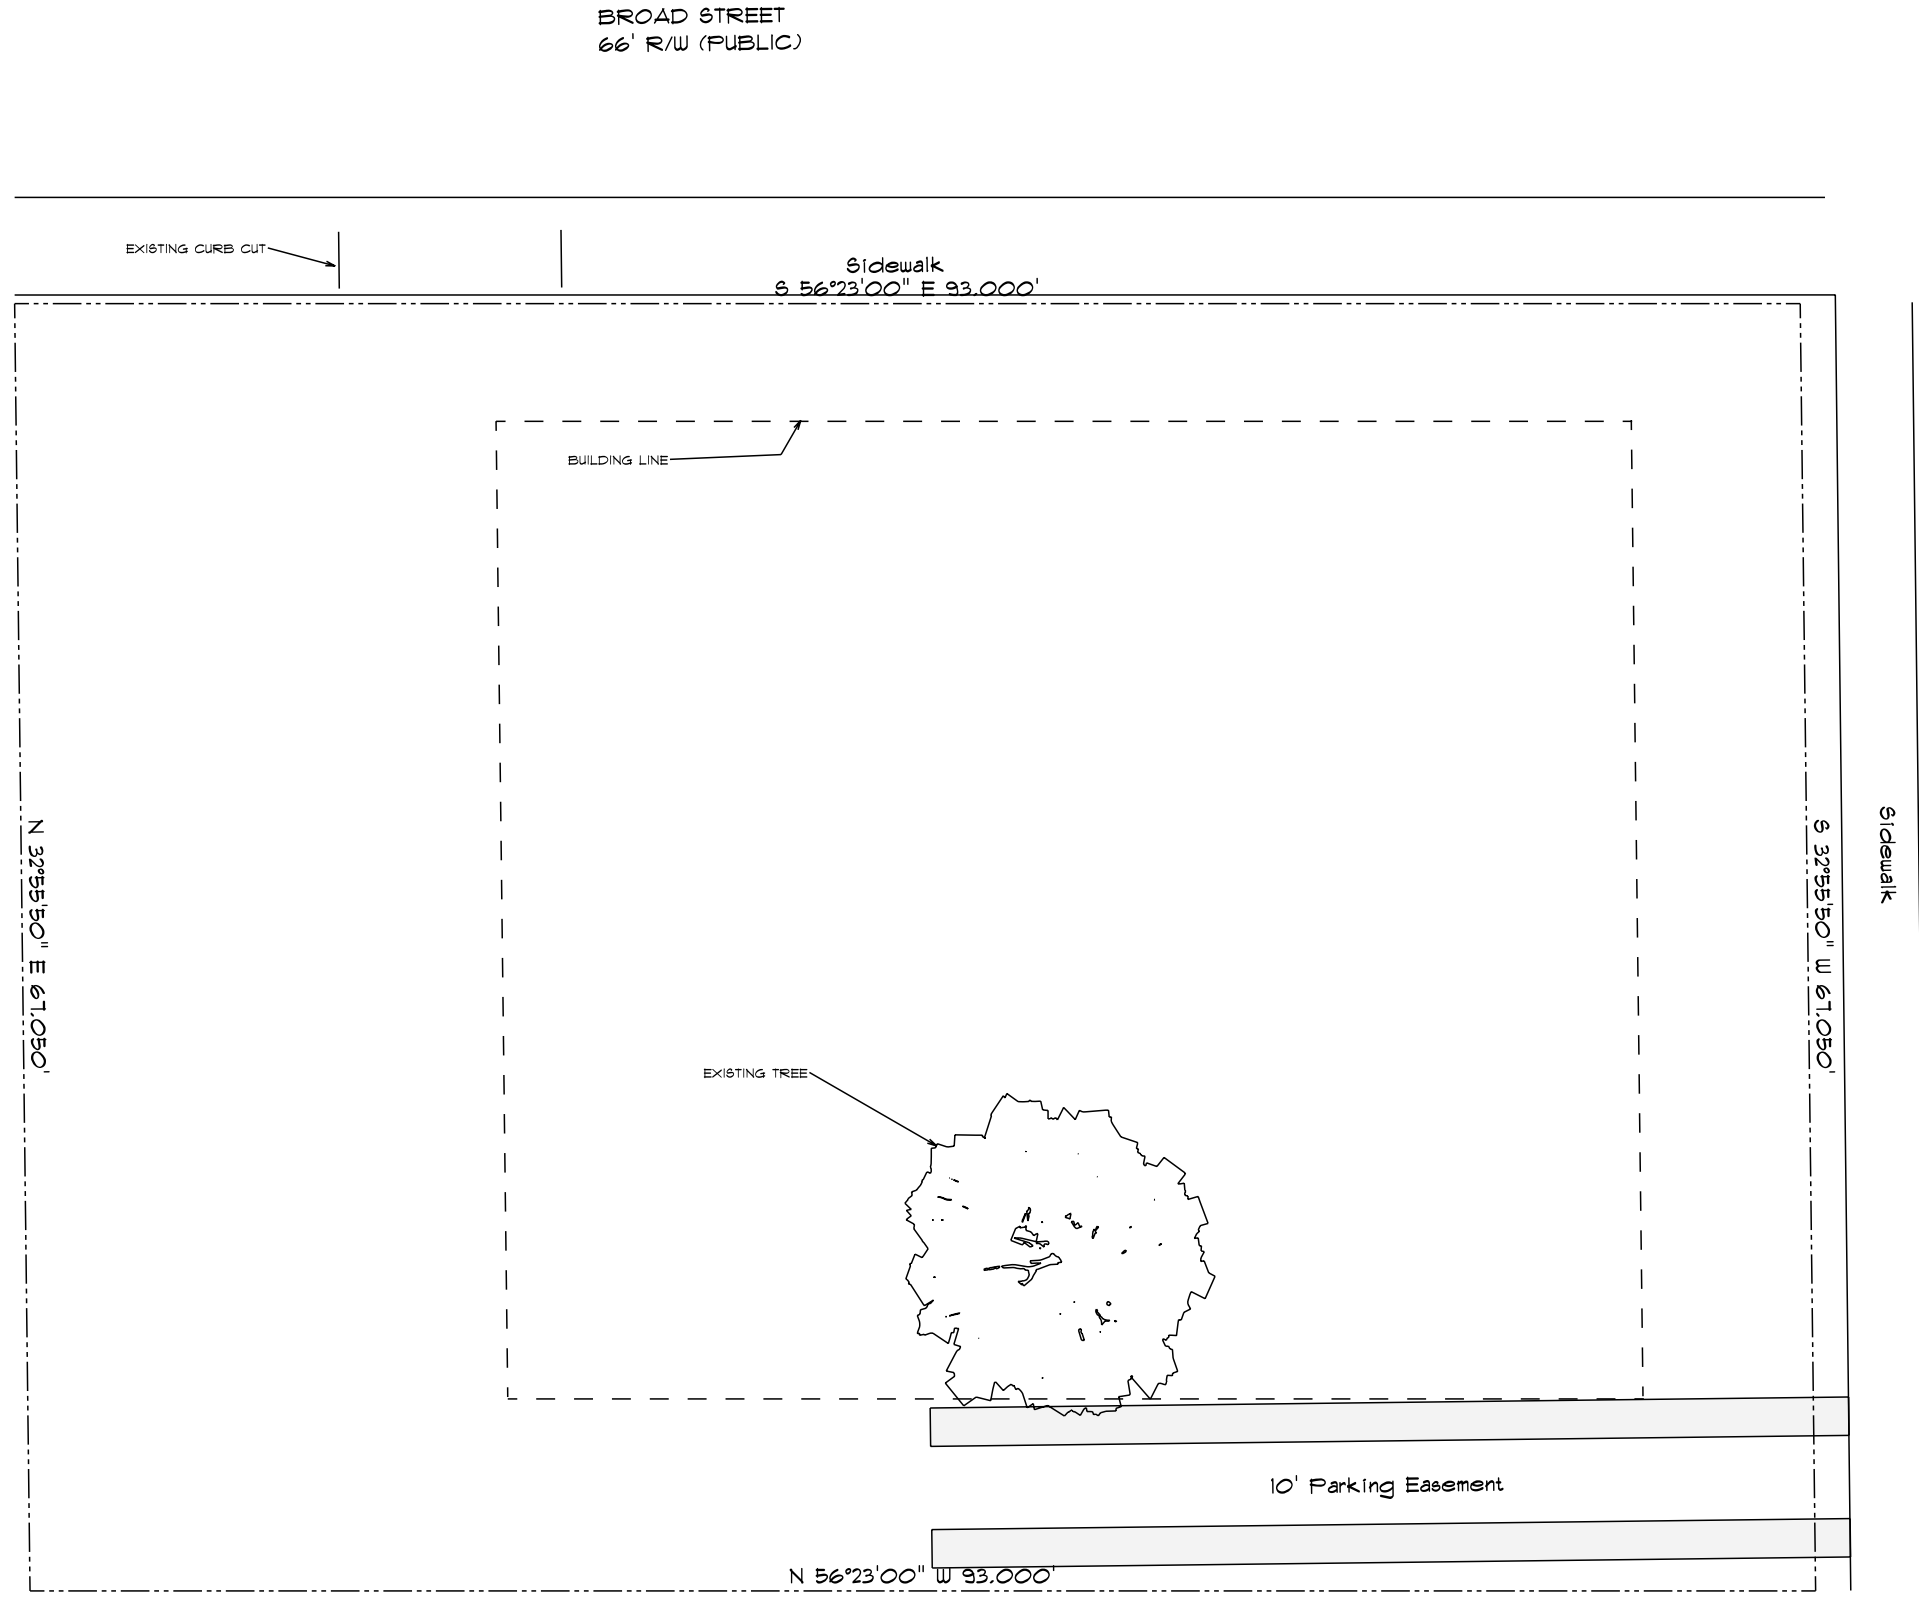 BROAD STREET
66' R/W (PUBLIC)
EXISTING CURB CUT
Sidewalk
S 56°23'00" E 93.000'
BUILDING LINE
N 32°55'50" E 67.050'
S 32°55'50" W 67.050'
Sidewalk
EXISTING TREE
10' Parking Easement
N 56°23'00" W 93.000'